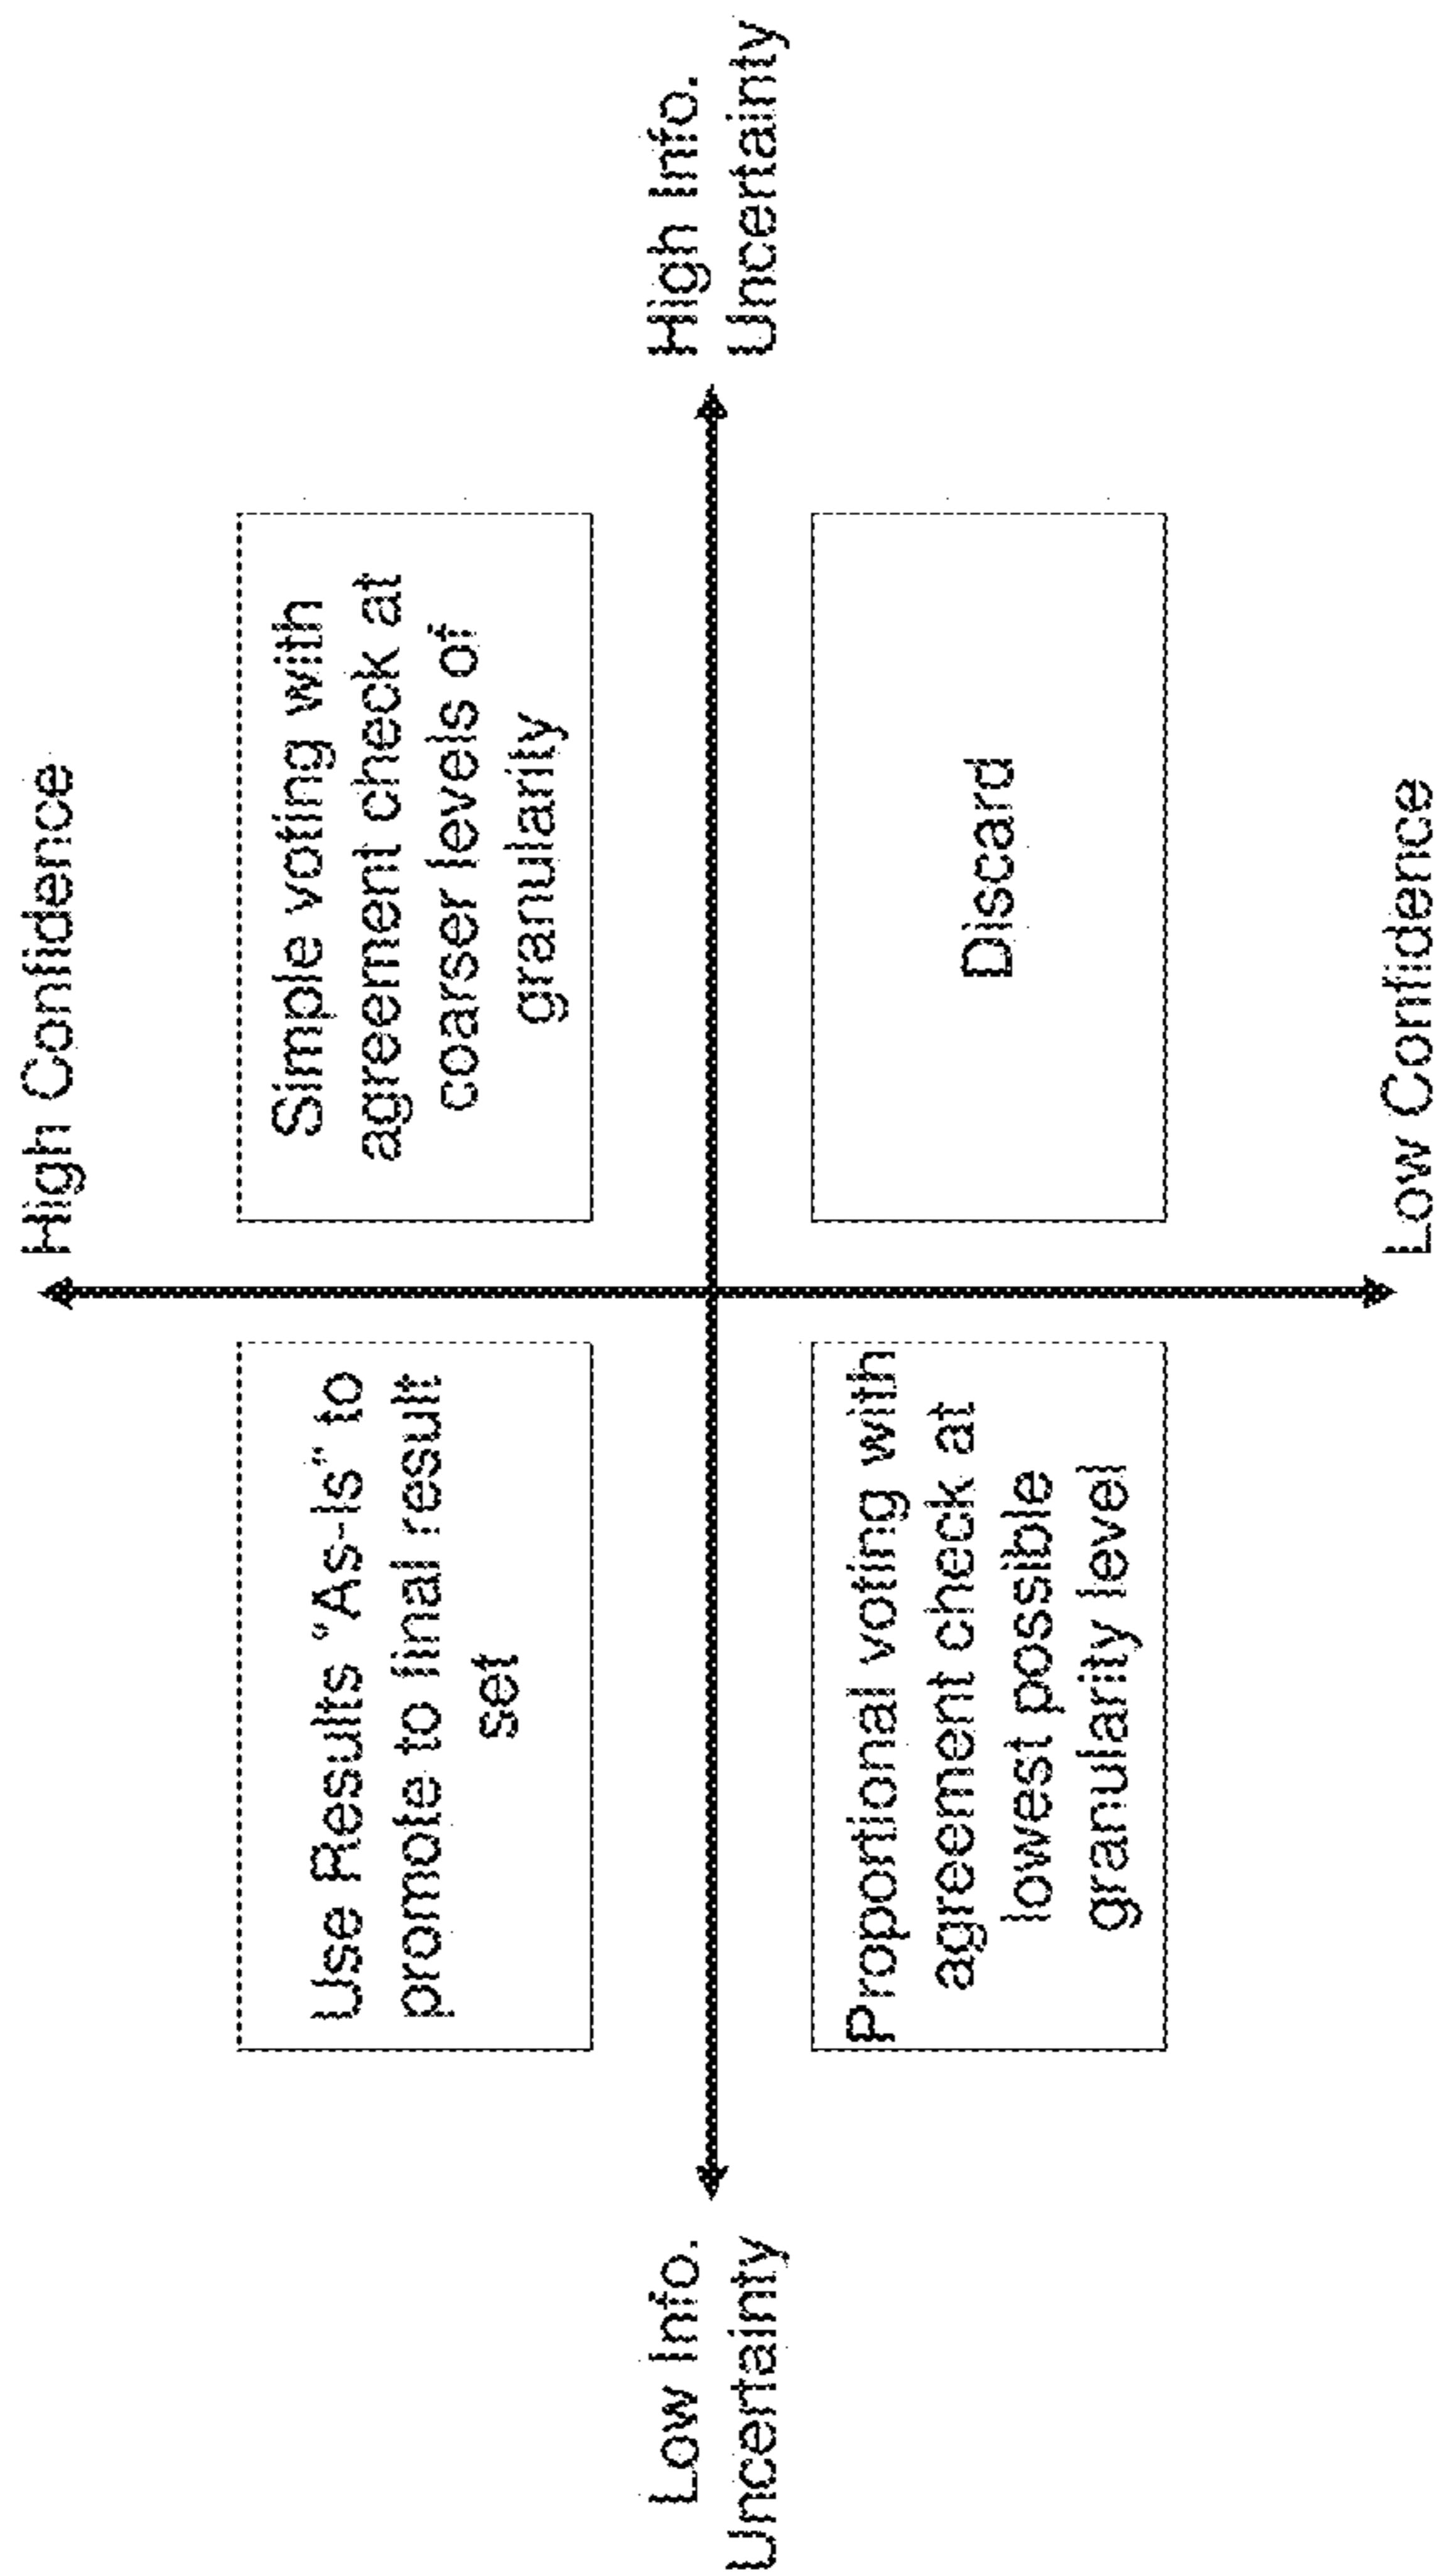 High Confidence
Use Results "As-Is" to
promote to final result
set
Simple voting with
agreement check at
coarser levels of
granularity
Low Info.
Uncertainty
High Info.
Uncertainty
Proportional voting with
agreement check at
lowest possible
granularity level
Discard
Low Confidence